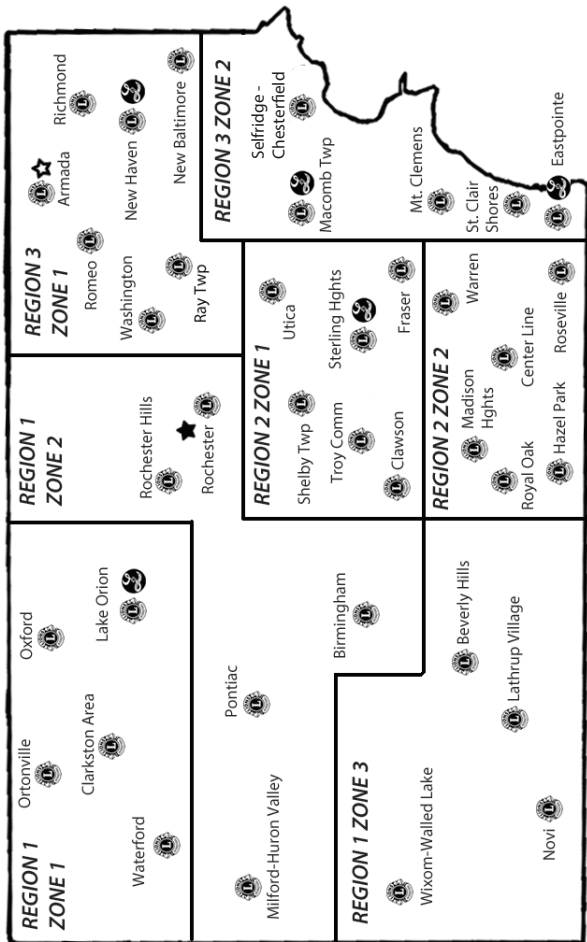 REGION 1
ZONE 1
Ortonville
Oxford
Clarkston Area
Lake Orion
Waterford
REGION 1
ZONE 2
Rochester Hills
Rochester
Pontiac
Milford-Huron Valley
Birmingham
REGION 1 ZONE 3
Wixom-Walled Lake
Beverly Hills
Lathrup Village
Novi
REGION 2 ZONE 1
Utica
Shelby Twp
Sterling Hghts
Troy Comm
Clawson
Fraser
REGION 2 ZONE 2
Madison
Hghts
Warren
Royal Oak
Center Line
Hazel Park
Roseville
REGION 3
ZONE 1
Armada
Richmond
Romeo
New Haven
Washington
Ray Twp
New Baltimore
REGION 3 ZONE 2
Selfridge -
Chesterfield
Macomb Twp
Mt. Clemens
St. Clair
Shores
Eastpointe